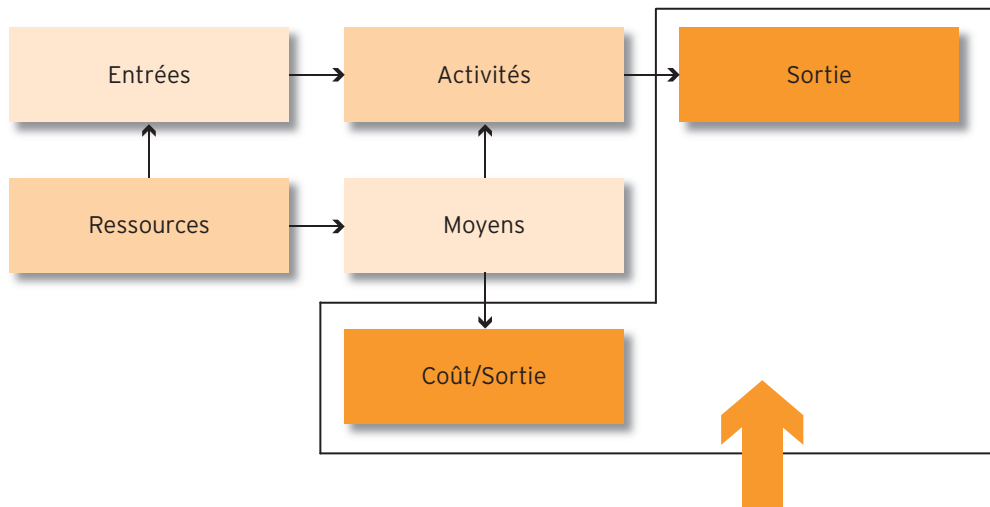 Entrées
Activités
Sortie
Ressources
Moyens
Coût/Sortie